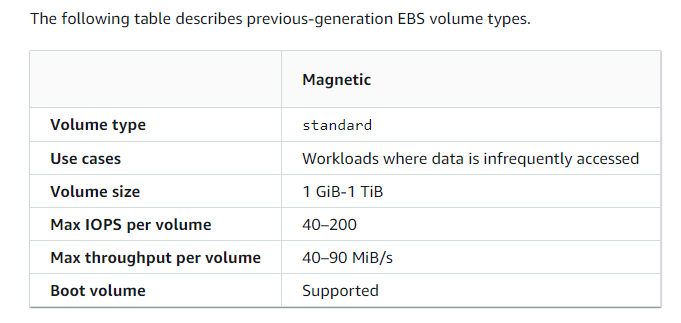 The following table describes previous-generation EBS volume types.
Magnetic
Volume type standard
Use cases Workloads where data is infrequently accessed
Volume size 1 GiB-1 TiB
Max IOPS per volume 40–200
Max throughput per volume 40–90 MiB/s
Boot volume Supported